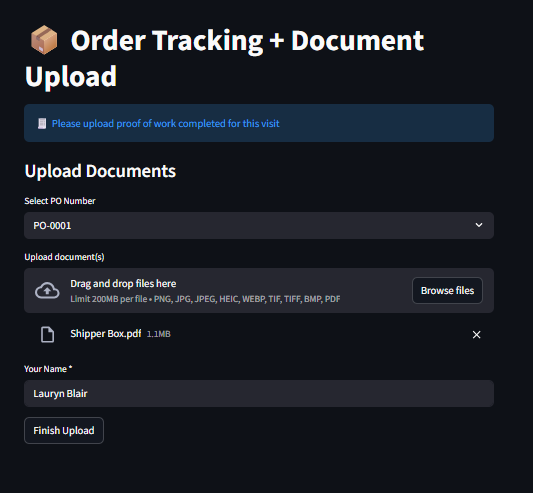 📦 Order Tracking + Document
Upload
🧾 Please upload proof of work completed for this visit
Upload Documents
Select PO Number
PO-0001
Upload document(s)
Drag and drop files here
Limit 200MB per file • PNG, JPG, JPEG, HEIC, WEBP, TIF, TIFF, BMP, PDF
Browse files
Shipper Box.pdf 1.1MB
Your Name *
Lauryn Blair
Finish Upload